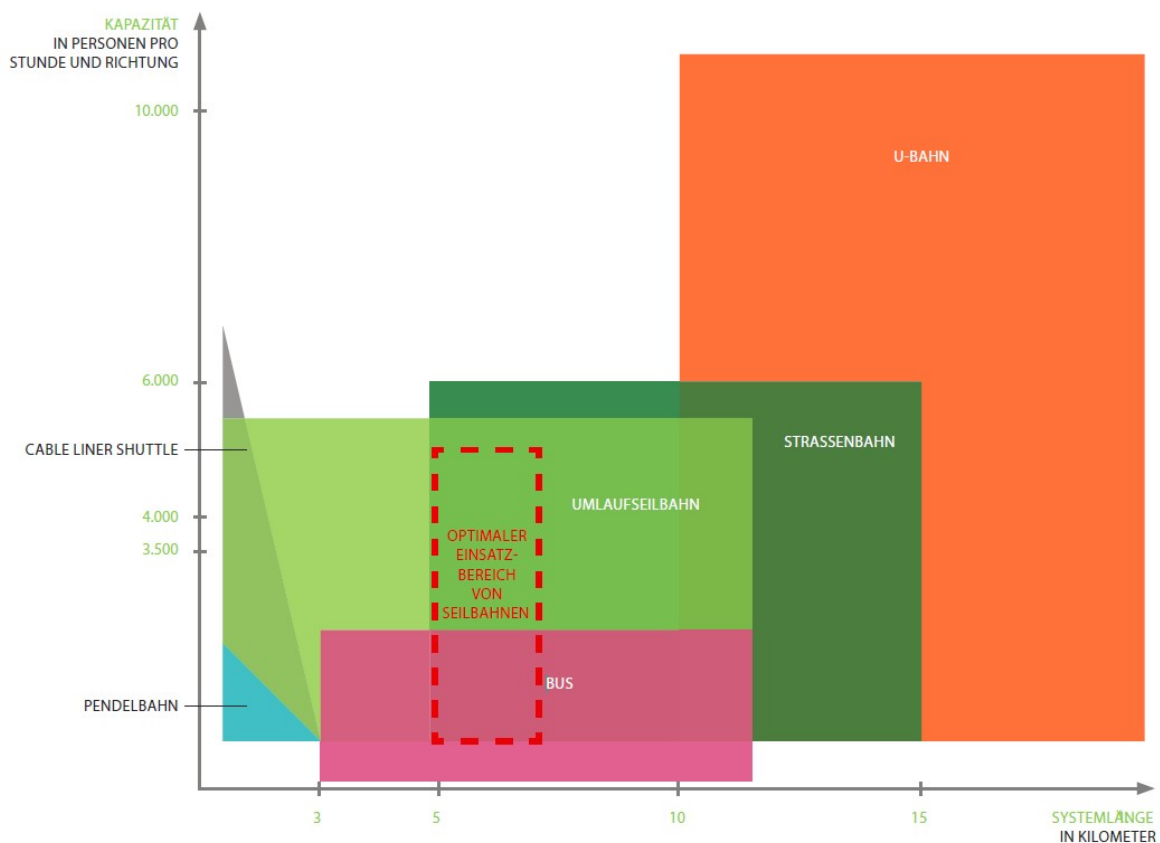 KAPAZITÄT
IN PERSONEN PRO
STUNDE UND RICHTUNG
10.000
U-BAHN
6.000
CABLE LINER SHUTTLE
STRASSENBAHN
UMLAUFSEILBAHN
4.000
3.500
OPTIMALER
EINSATZ-
BEREICH
VON
SEILBAHNEN
BUS
PENDELBAHN
3
5
10
15
SYSTEMLÄNGE
IN KILOMETER